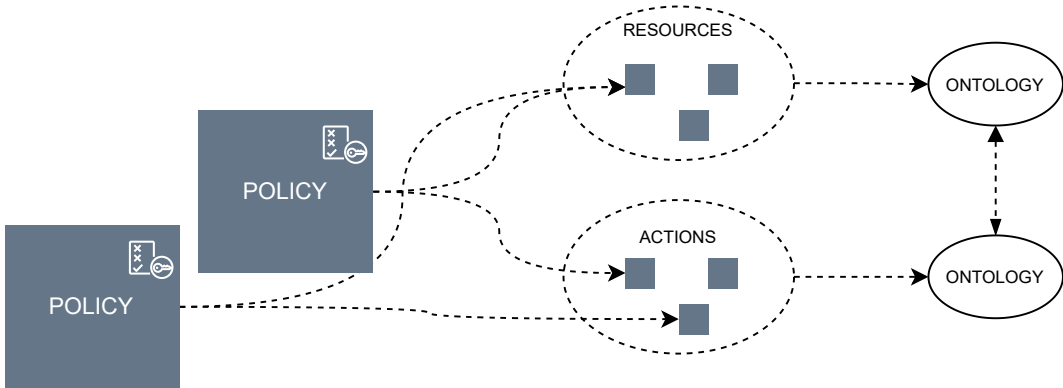 RESOURCES
ONTOLOGY
POLICY
ACTIONS
ONTOLOGY
POLICY